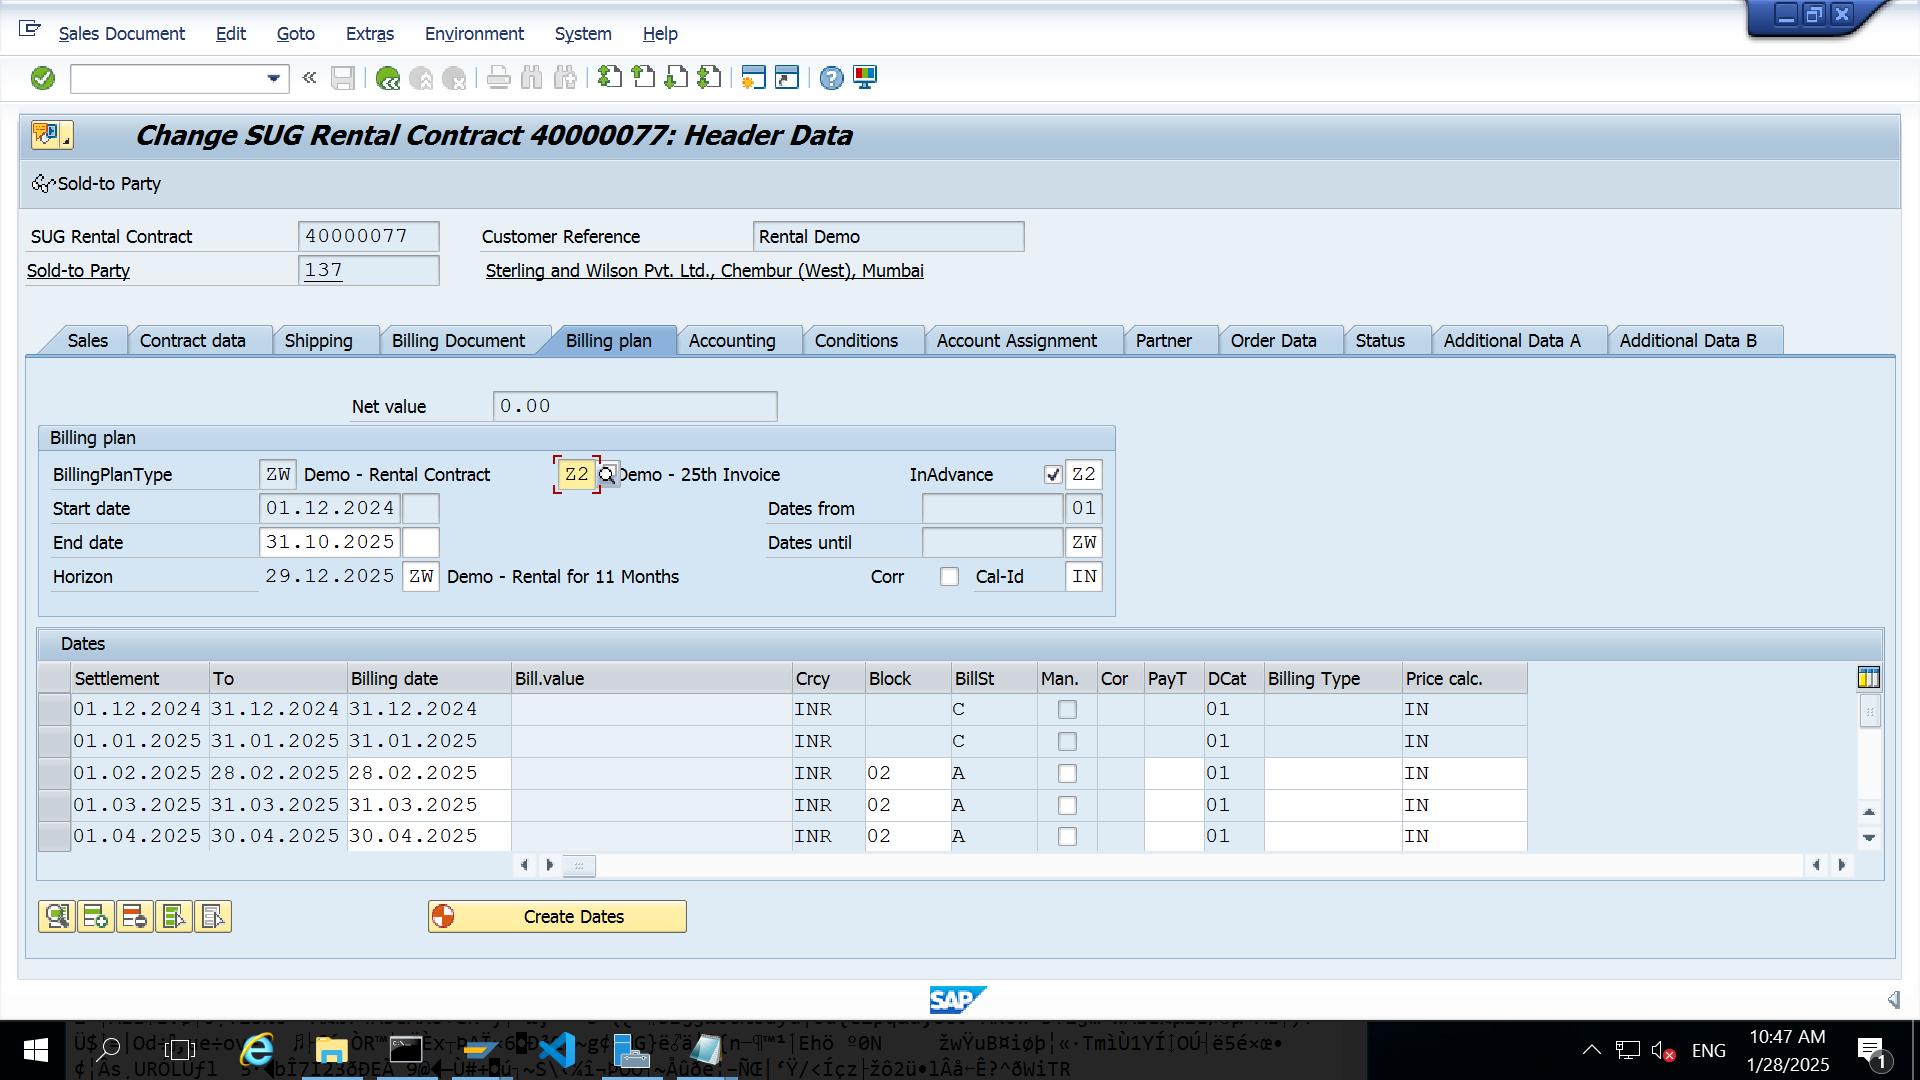 Sales Document Edit Goto Extras Environment System Help
Change SUG Rental Contract 40000077: Header Data
Sold-to Party
SUG Rental Contract 40000077 Customer Reference Rental Demo
Sold-to Party 137 Sterling and Wilson Pvt. Ltd., Chembur (West), Mumbai
Sales Contract data Shipping Billing Document Billing plan Accounting Conditions Account Assignment Partner Order Data Status Additional Data A Additional Data B
Net value 0.00
Billing plan
BillingPlanType ZW Demo - Rental Contract Z2 Demo - 25th Invoice InAdvance Z2
Start date 01.12.2024 Dates from 01
End date 31.10.2025 Dates until ZW
Horizon 29.12.2025 ZW Demo - Rental for 11 Months Corr Cal-Id IN
Dates
Settlement To Billing date Bill.value Crcy Block BillSt Man. Cor PayT DCat Billing Type Price calc.
01.12.2024 31.12.2024 31.12.2024 INR C 01 IN
01.01.2025 31.01.2025 31.01.2025 INR C 01 IN
01.02.2025 28.02.2025 28.02.2025 INR 02 A 01 IN
01.03.2025 31.03.2025 31.03.2025 INR 02 A 01 IN
01.04.2025 30.04.2025 30.04.2025 INR 02 A 01 IN
Create Dates
SAP
ENG
10:47 AM
1/28/2025
1